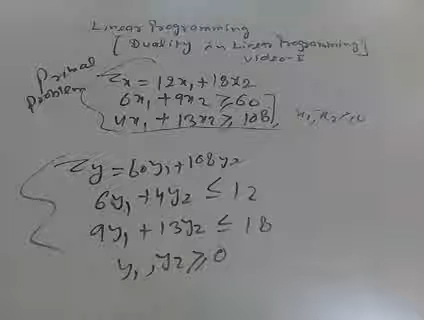 Linear Programming
[Duality in Linear Programming]
Video-I
Primal Problem
Zx = 12x₁+18x₂
6x₁+9x₂ ≥ 60
4x₁ + 13x₂ ≥ 108, x₁, x₂ ≥ 0
Zy = 60y₁+108y₂
6y₁+4y₂ ≤ 12
9y₁ + 13y₂ ≤ 18
y₁, y₂ ≥ 0